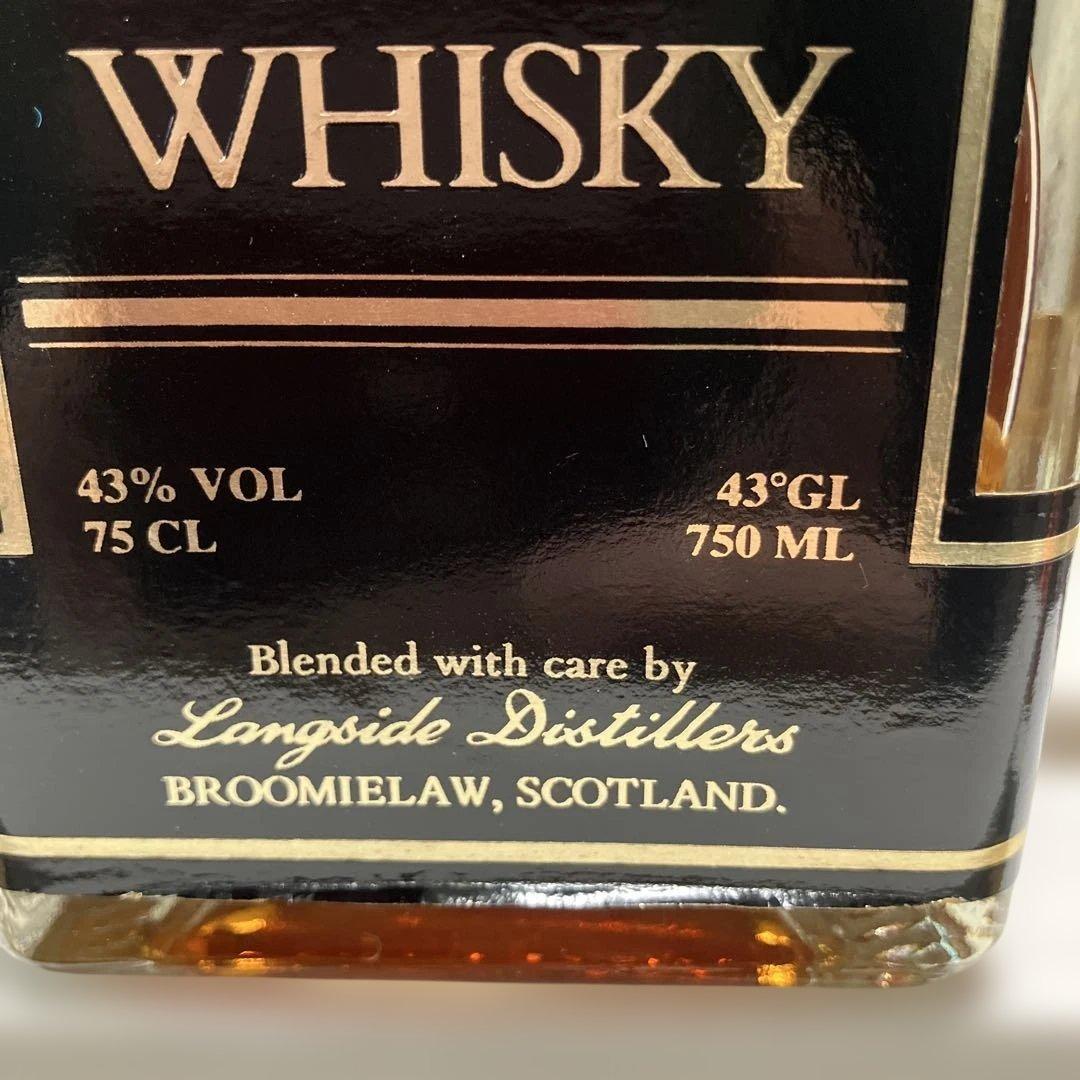 WHISKY
43% VOL 43°GL
75 CL 750 ML
Blended with care by
Langside Distillers
BROOMIELAW, SCOTLAND.